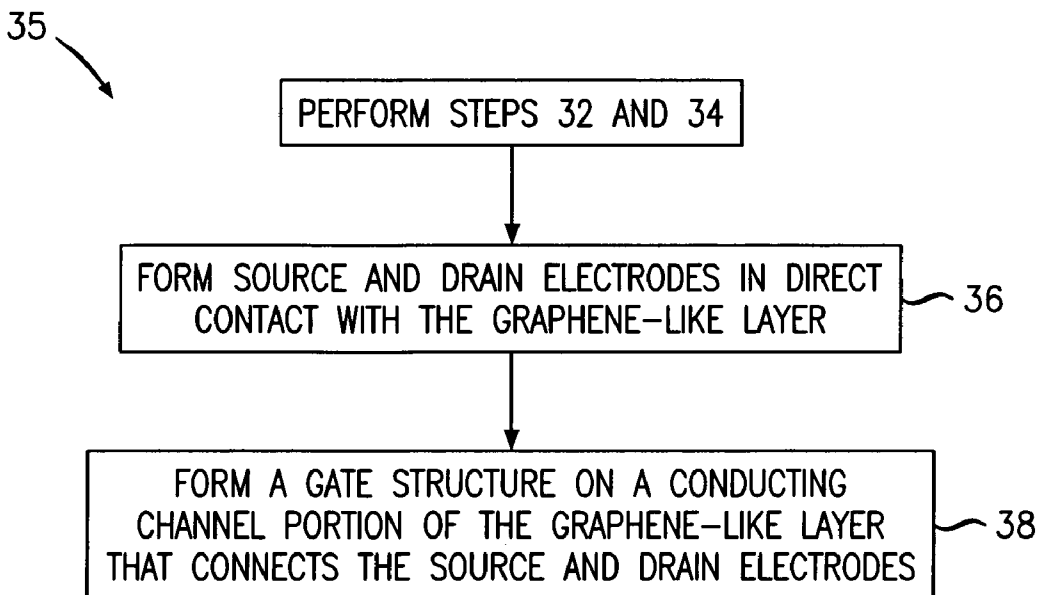 35
PERFORM STEPS 32 AND 34
FORM SOURCE AND DRAIN ELECTRODES IN DIRECT
CONTACT WITH THE GRAPHENE-LIKE LAYER
36
FORM A GATE STRUCTURE ON A CONDUCTING
CHANNEL PORTION OF THE GRAPHENE-LIKE LAYER
THAT CONNECTS THE SOURCE AND DRAIN ELECTRODES
38